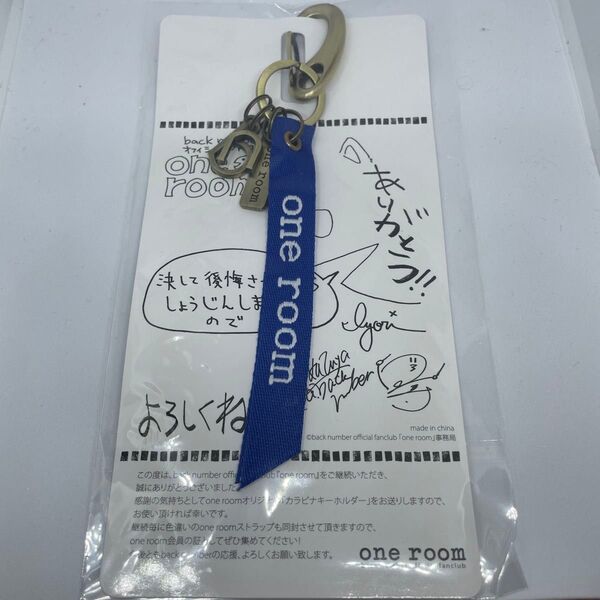 back n
one
room
one room
one room
ありがとう!!
決して後悔さ
しょうじんしま
ので
Iyori
back
number
よろしくね
made in china
©back number official fanclub「one room」事務局
この度は、back number official fanclub「one room」をご継続いただき、
誠にありがとうございました。
感謝の気持ちとしてone roomオリジナル「カラビナキーホルダー」をお送りしますので、
お使い頂ければ幸いです。
継続毎に色違いのone roomストラップも同封させて頂きますので、
one room会員の証としてぜひ集めてください!
今後ともback numberの応援、よろしくお願い致します。
one room
fanclub